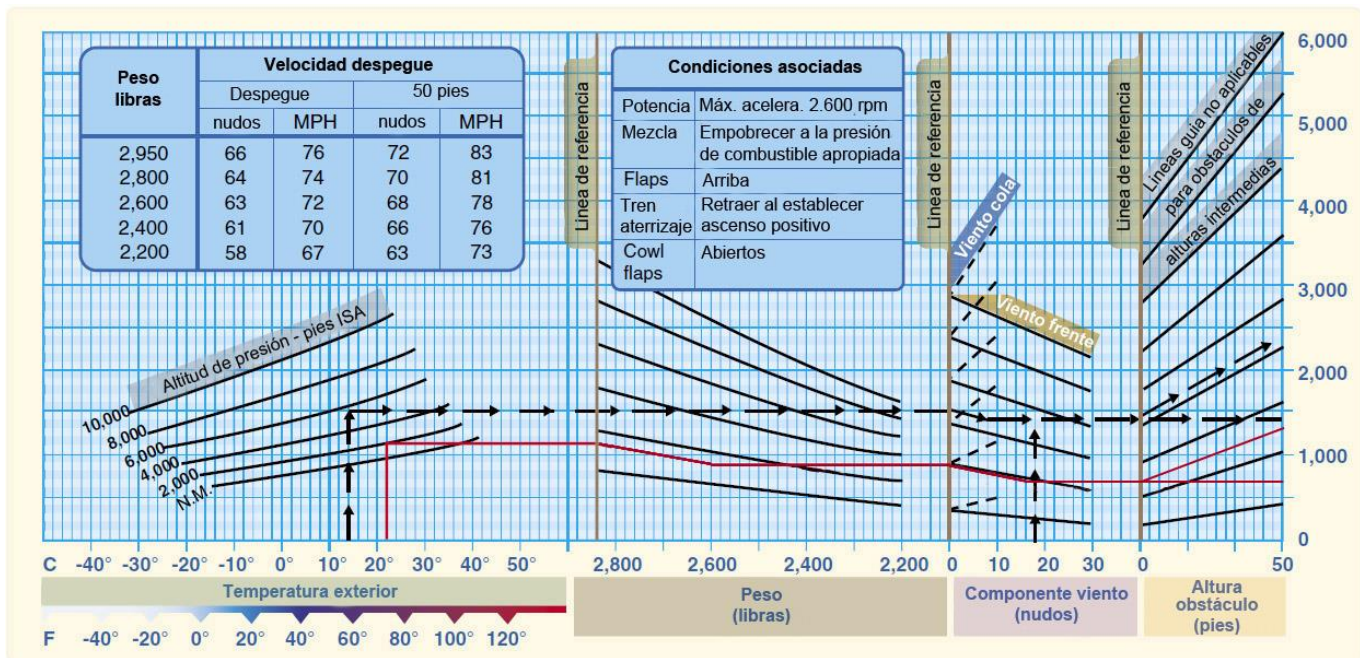 Peso libras
Velocidad despegue
Despegue 50 pies
nudos MPH nudos MPH
2,950 66 76 72 83
2,800 64 74 70 81
2,600 63 72 68 78
2,400 61 70 66 76
2,200 58 67 63 73
Línea de referencia
Condiciones asociadas
Potencia Máx. acelera. 2.600 rpm
Mezcla Empobrecer a la presión
de combustible apropiada
Flaps Arriba
Tren Retraer al establecer
aterrizaje ascenso positivo
Cowl Abiertos
flaps
Línea de referencia
Viento cola
Viento frente
Línea de referencia
Líneas guia no aplicables
para obstaculos de
alturas intermedias
6,000
5,000
4,000
3,000
2,000
1,000
0
Altitud de presión - pies ISA
10,000
8,000
6,000
4,000
2,000
N.M.
C -40° -30° -20° -10° 0° 10° 20° 30° 40° 50° 2,800 2,600 2,400 2,200 0 10 20 30 0 50
Temperatura exterior
F -40° -20° 0° 20° 40° 60° 80° 100° 120°
Peso
(libras)
Componente viento
(nudos)
Altura
obstáculo
(pies)